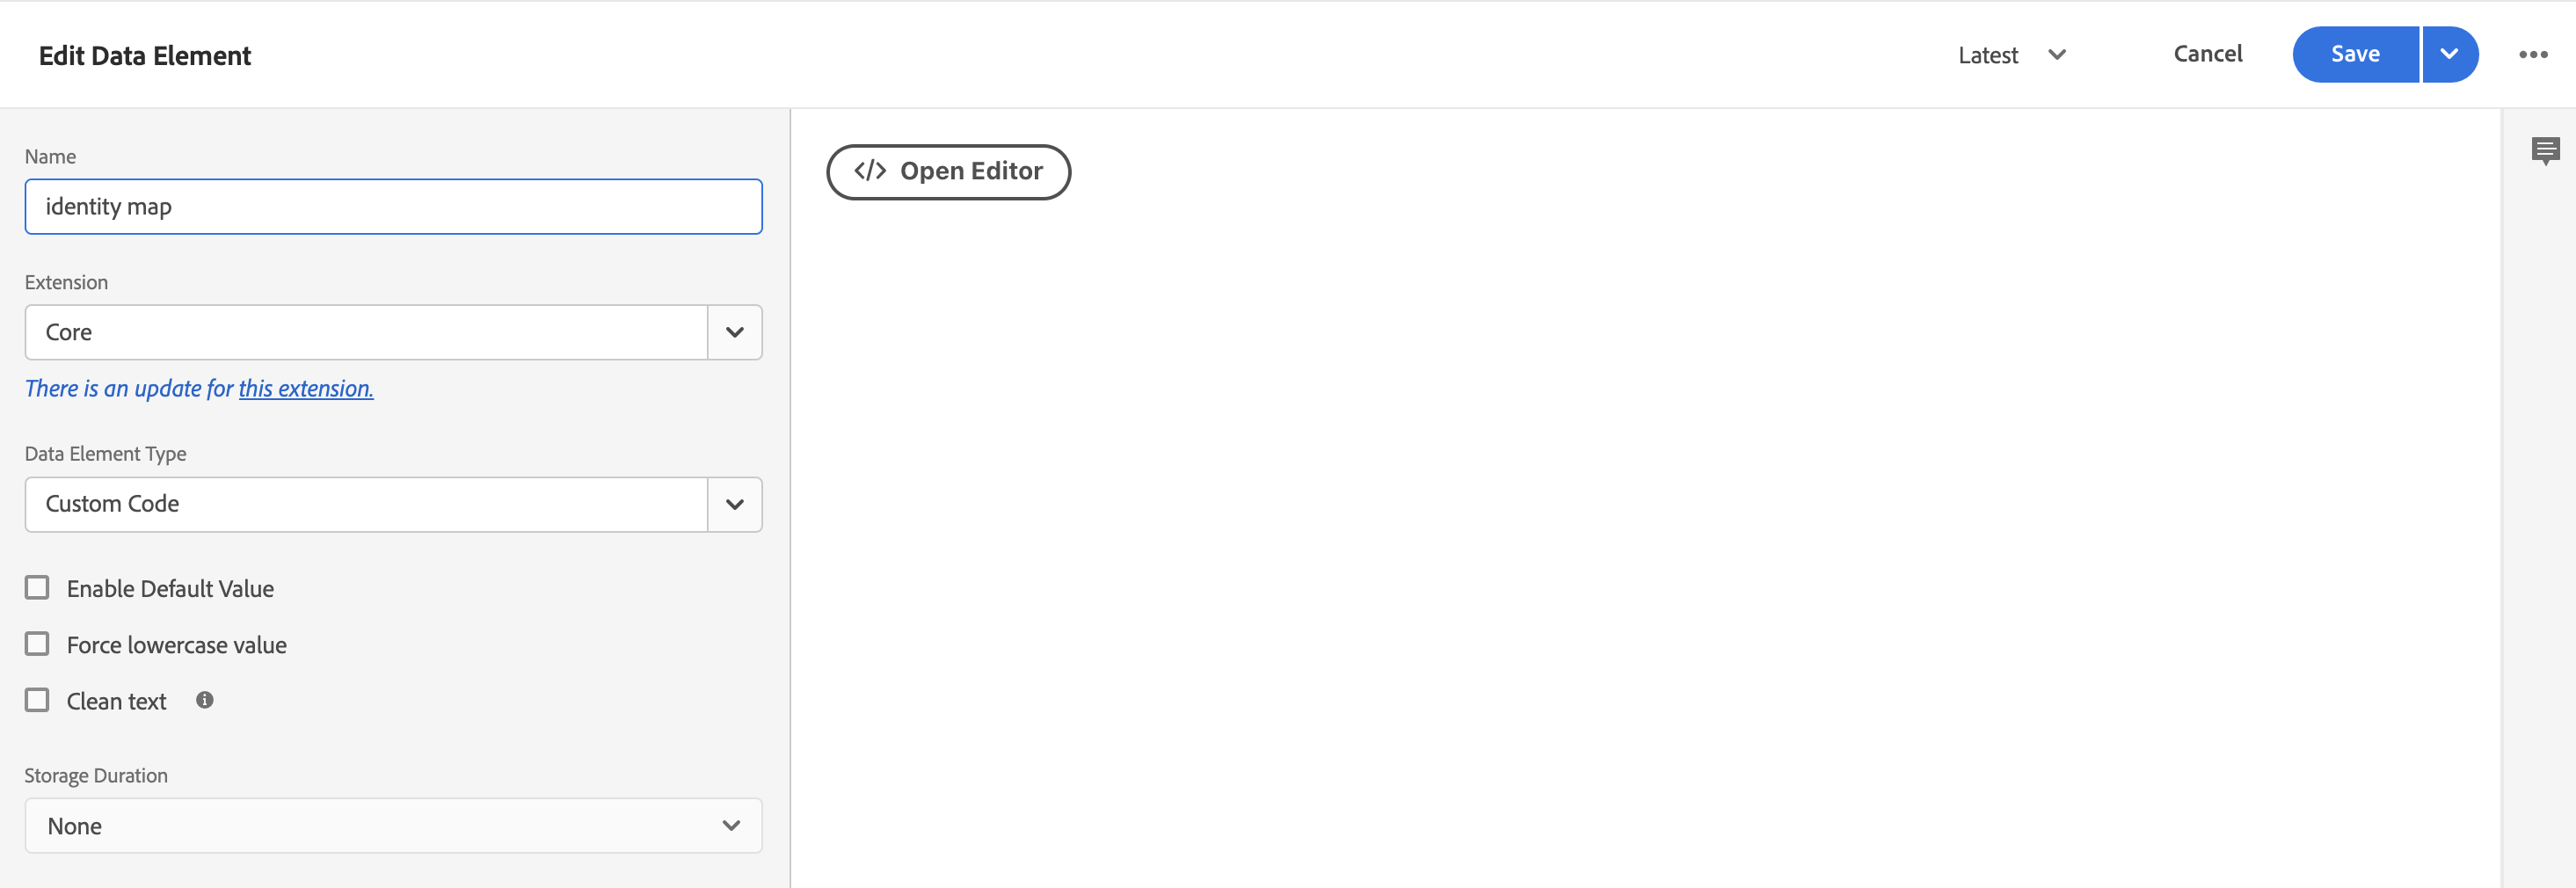 Edit Data Element
Latest
Cancel
Save
Name
identity map
Extension
Core
There is an update for this extension.
Data Element Type
Custom Code
Enable Default Value
Force lowercase value
Clean text
Storage Duration
None
</> Open Editor